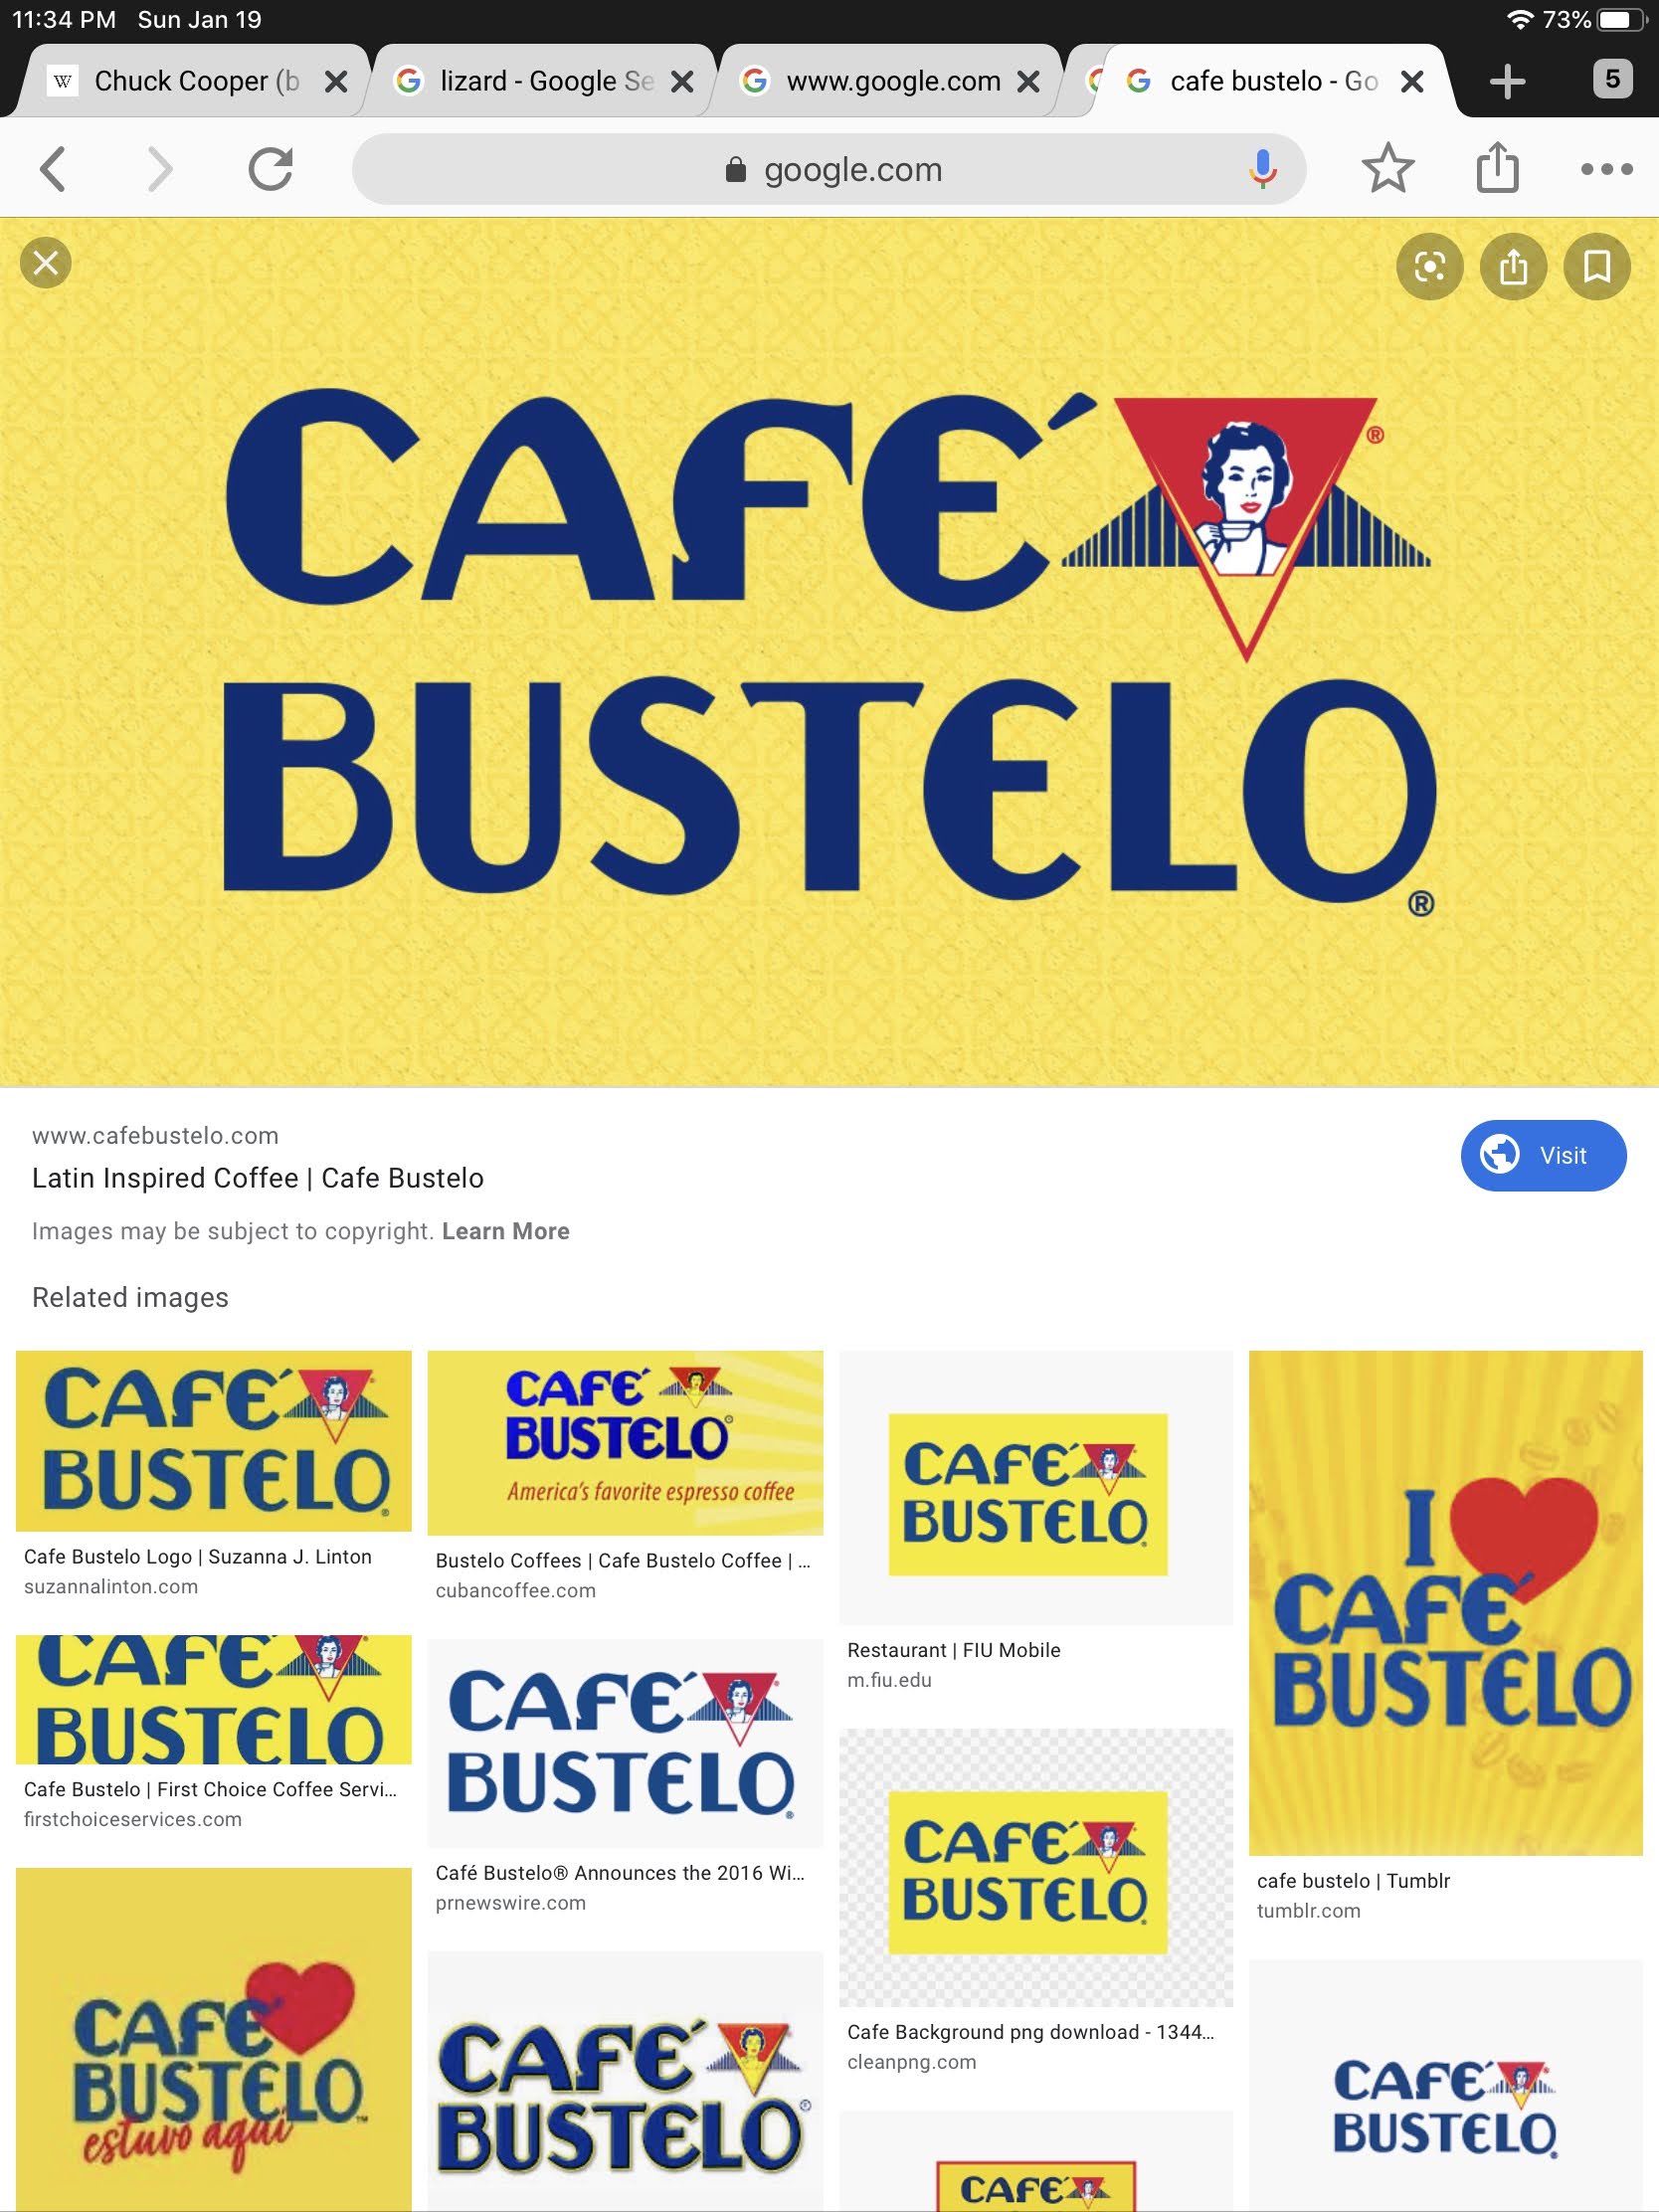 11:34 PM Sun Jan 19
73%
Chuck Cooper (b
lizard - Google Se
www.google.com
cafe bustelo - Go
5
google.com
CAFÉ
®
BUSTELO
®
www.cafebustelo.com
Visit
Latin Inspired Coffee | Cafe Bustelo
Images may be subject to copyright. Learn More
Related images
CAFÉ
BUSTELO
Cafe Bustelo Logo | Suzanna J. Linton
suzannalinton.com
CAFÉ
BUSTELO
America's favorite espresso coffee
Bustelo Coffees | Cafe Bustelo Coffee | ...
cubancoffee.com
CAFÉ
BUSTELO
Restaurant | FIU Mobile
m.fiu.edu
I
CAFÉ
BUSTELO
cafe bustelo | Tumblr
tumblr.com
CAFÉ
BUSTELO
Cafe Bustelo | First Choice Coffee Servi...
firstchoiceservices.com
CAFÉ
BUSTELO
Café Bustelo® Announces the 2016 Wi...
prnewswire.com
CAFÉ
BUSTELO
Cafe Background png download - 1344...
cleanpng.com
CAFÉ
BUSTELO™
estuvo aquí
CAFÉ
BUSTELO®
CAFÉ
CAFÉ
BUSTELO